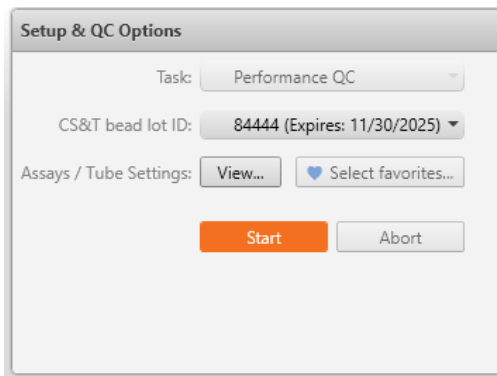 Setup & QC Options
Task: Performance QC
CS&T bead lot ID: 84444 (Expires: 11/30/2025)
Assays / Tube Settings: View... Select favorites...
Start Abort